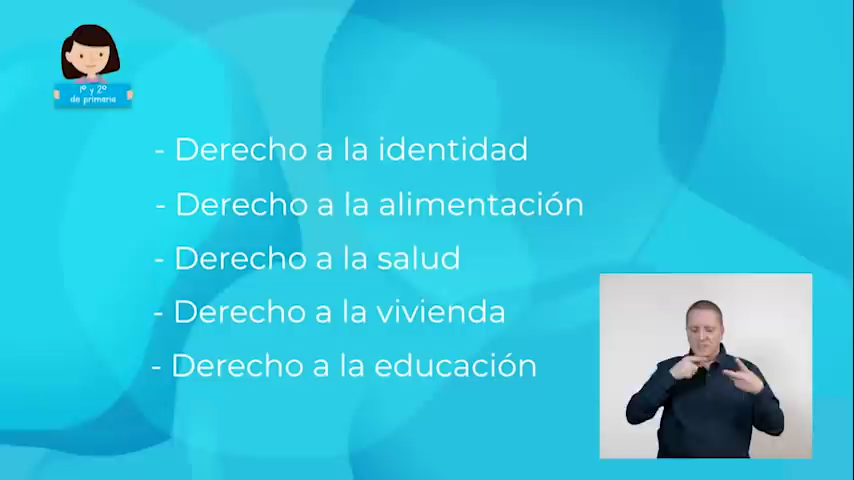 1º y 2º
de primaria
- Derecho a la identidad
- Derecho a la alimentación
- Derecho a la salud
- Derecho a la vivienda
- Derecho a la educación